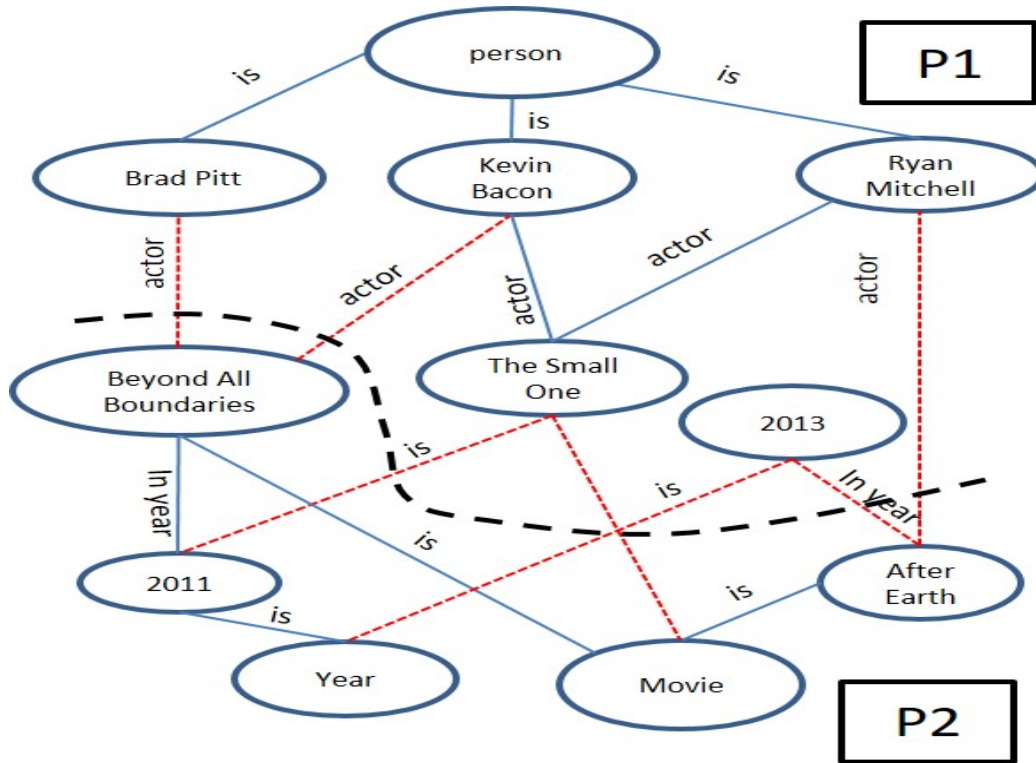 person
P1
is
is
is
Brad Pitt
Kevin
Bacon
Ryan
Mitchell
actor
actor
actor
actor
actor
Beyond All
Boundaries
The Small
One
2013
is
is
In year
In year
is
2011
After
Earth
is
is
Year
Movie
P2